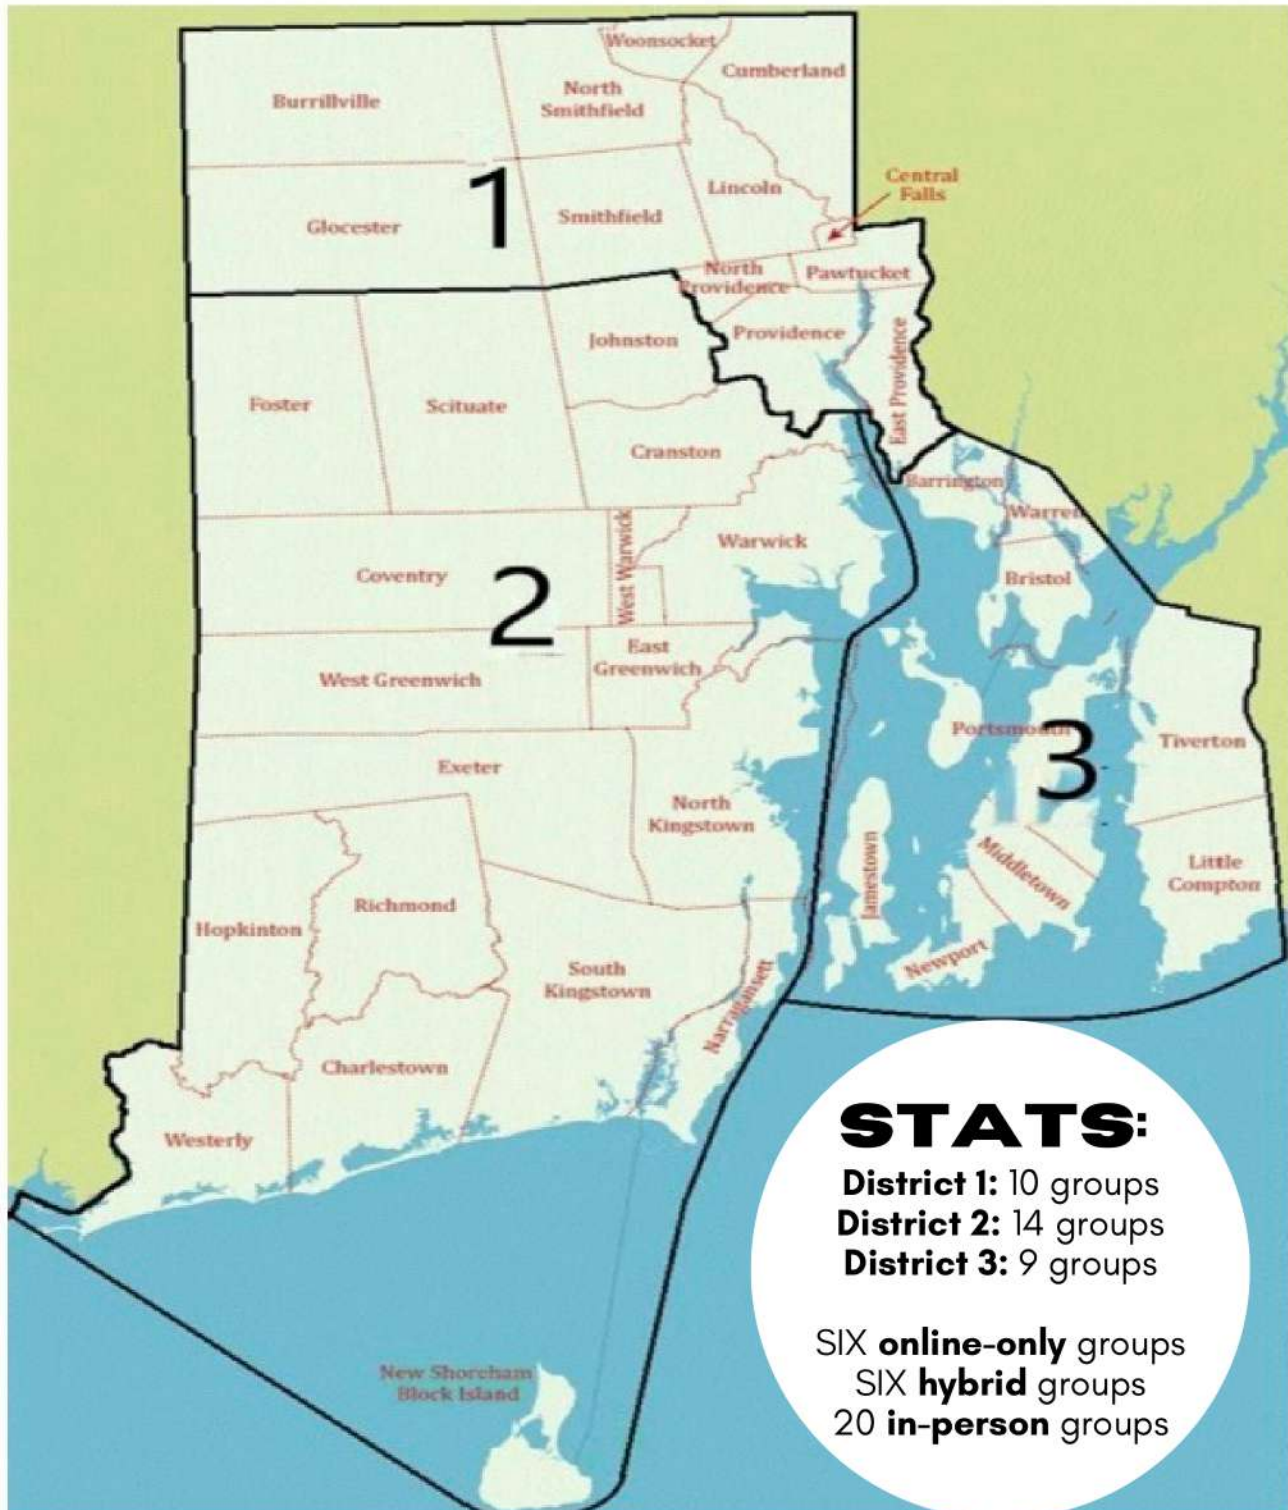 Woonsocket
Cumberland
Burrillville
North
Smithfield
Central
Falls
Lincoln
1
Smithfield
Glocester
North
Providence
Pawtucket
Providence
Johnston
East Providence
Foster
Scituate
Cranston
Barrington
Warren
West Warwick
Warwick
Coventry
2
Bristol
East
Greenwich
West Greenwich
Portsmouth
3
Tiverton
Exeter
North
Kingstown
Jamestown
Middletown
Little
Compton
Richmond
Hopkinton
Newport
South
Kingstown
Narragansett
Charlestown
Westerly
New Shoreham
Block Island
STATS:
District 1: 10 groups
District 2: 14 groups
District 3: 9 groups
SIX online-only groups
SIX hybrid groups
20 in-person groups